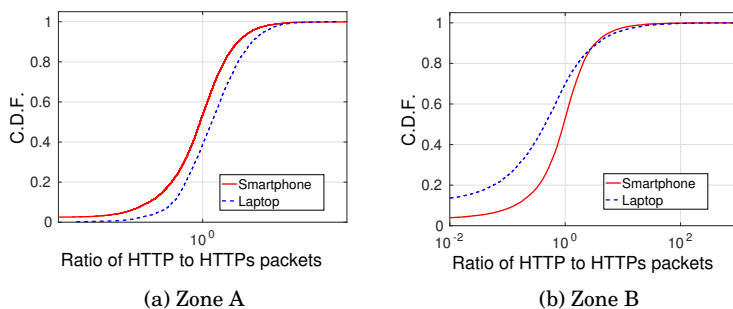 1
0.8
0.6
0.4
0.2
0
C.D.F.
Smartphone
Laptop
10^0
Ratio of HTTP to HTTPs packets
(a) Zone A
1
0.8
0.6
0.4
0.2
0
C.D.F.
Smartphone
Laptop
10^-2 10^0 10^2
Ratio of HTTP to HTTPs packets
(b) Zone B